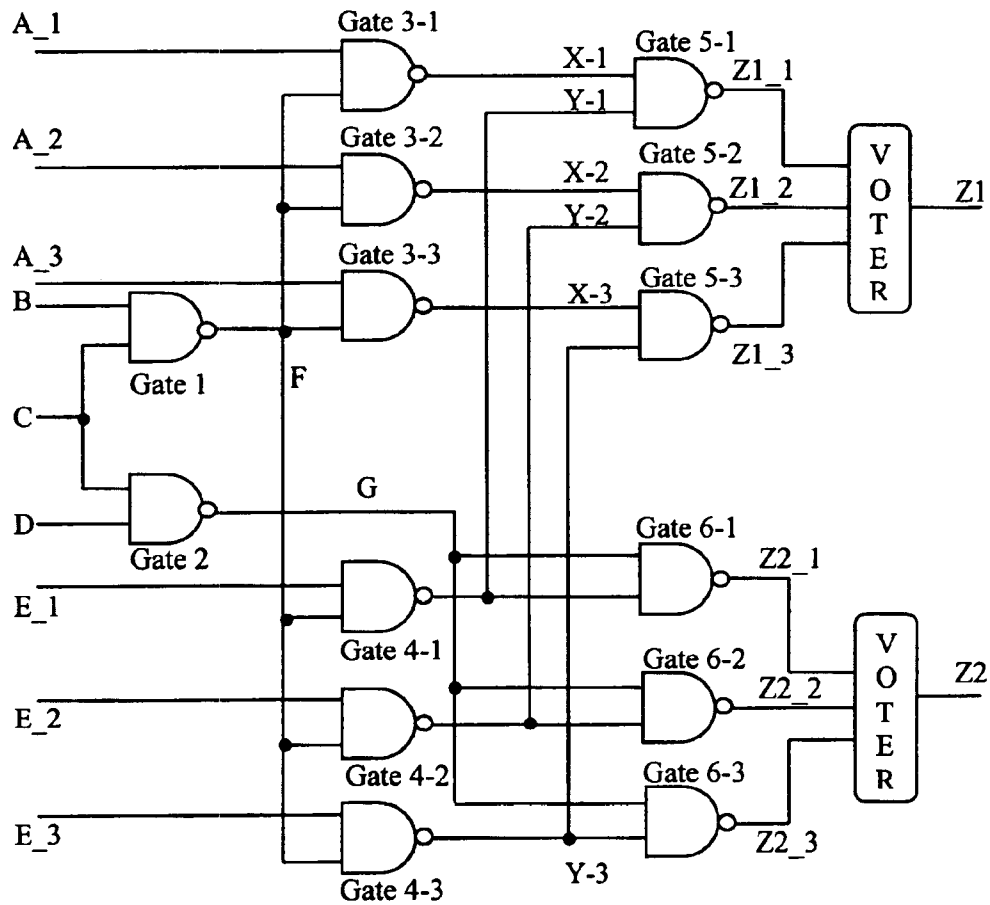 A_1
Gate 3-1
X-1
Gate 5-1
Z1_1
Y-1
A_2
Gate 3-2
X-2
Gate 5-2
Z1_2
Y-2
VOTER
Z1
A_3
Gate 3-3
X-3
Gate 5-3
Z1_3
B
Gate 1
F
C
G
D
Gate 2
Gate 6-1
Z2_1
E_1
Gate 4-1
Gate 6-2
Z2_2
VOTER
Z2
E_2
Gate 4-2
Gate 6-3
Z2_3
E_3
Y-3
Gate 4-3